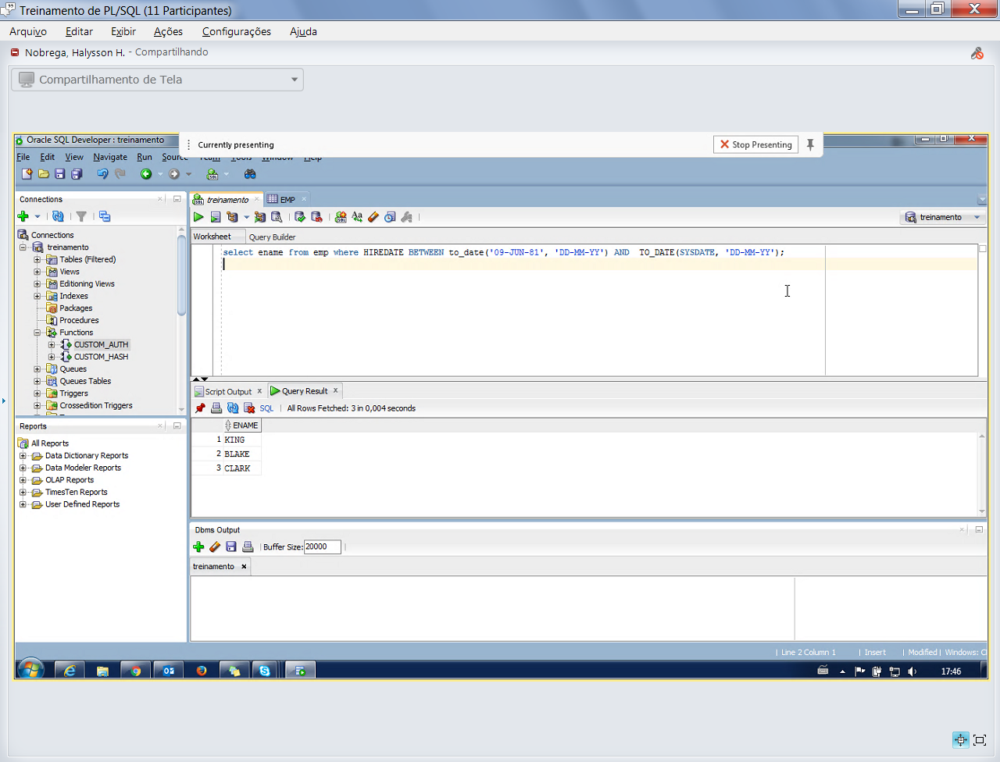 Treinamento de PL/SQL (11 Participantes)
Arquivo Editar Exibir Ações Configurações Ajuda
Nobrega, Halysson H. - Compartilhando
Compartilhamento de Tela
Oracle SQL Developer : treinamento
Currently presenting
Stop Presenting
File Edit View Navigate Run Source Team Tools Window Help
Connections
treinamento
EMP
treinamento
Worksheet Query Builder
select ename from emp where HIREDATE BETWEEN to_date('09-JUN-81', 'DD-MM-YY') AND  TO_DATE(SYSDATE, 'DD-MM-YY');
Connections
treinamento
Tables (Filtered)
Views
Editioning Views
Indexes
Packages
Procedures
Functions
CUSTOM_AUTH
CUSTOM_HASH
Queues
Queues Tables
Triggers
Crossedition Triggers
Script Output Query Result
SQL All Rows Fetched: 3 in 0,004 seconds
ENAME
1 KING
2 BLAKE
3 CLARK
Reports
All Reports
Data Dictionary Reports
Data Modeler Reports
OLAP Reports
TimesTen Reports
User Defined Reports
Dbms Output
Buffer Size: 20000
treinamento
Line 2 Column 1 Insert Modified Windows:
17:46